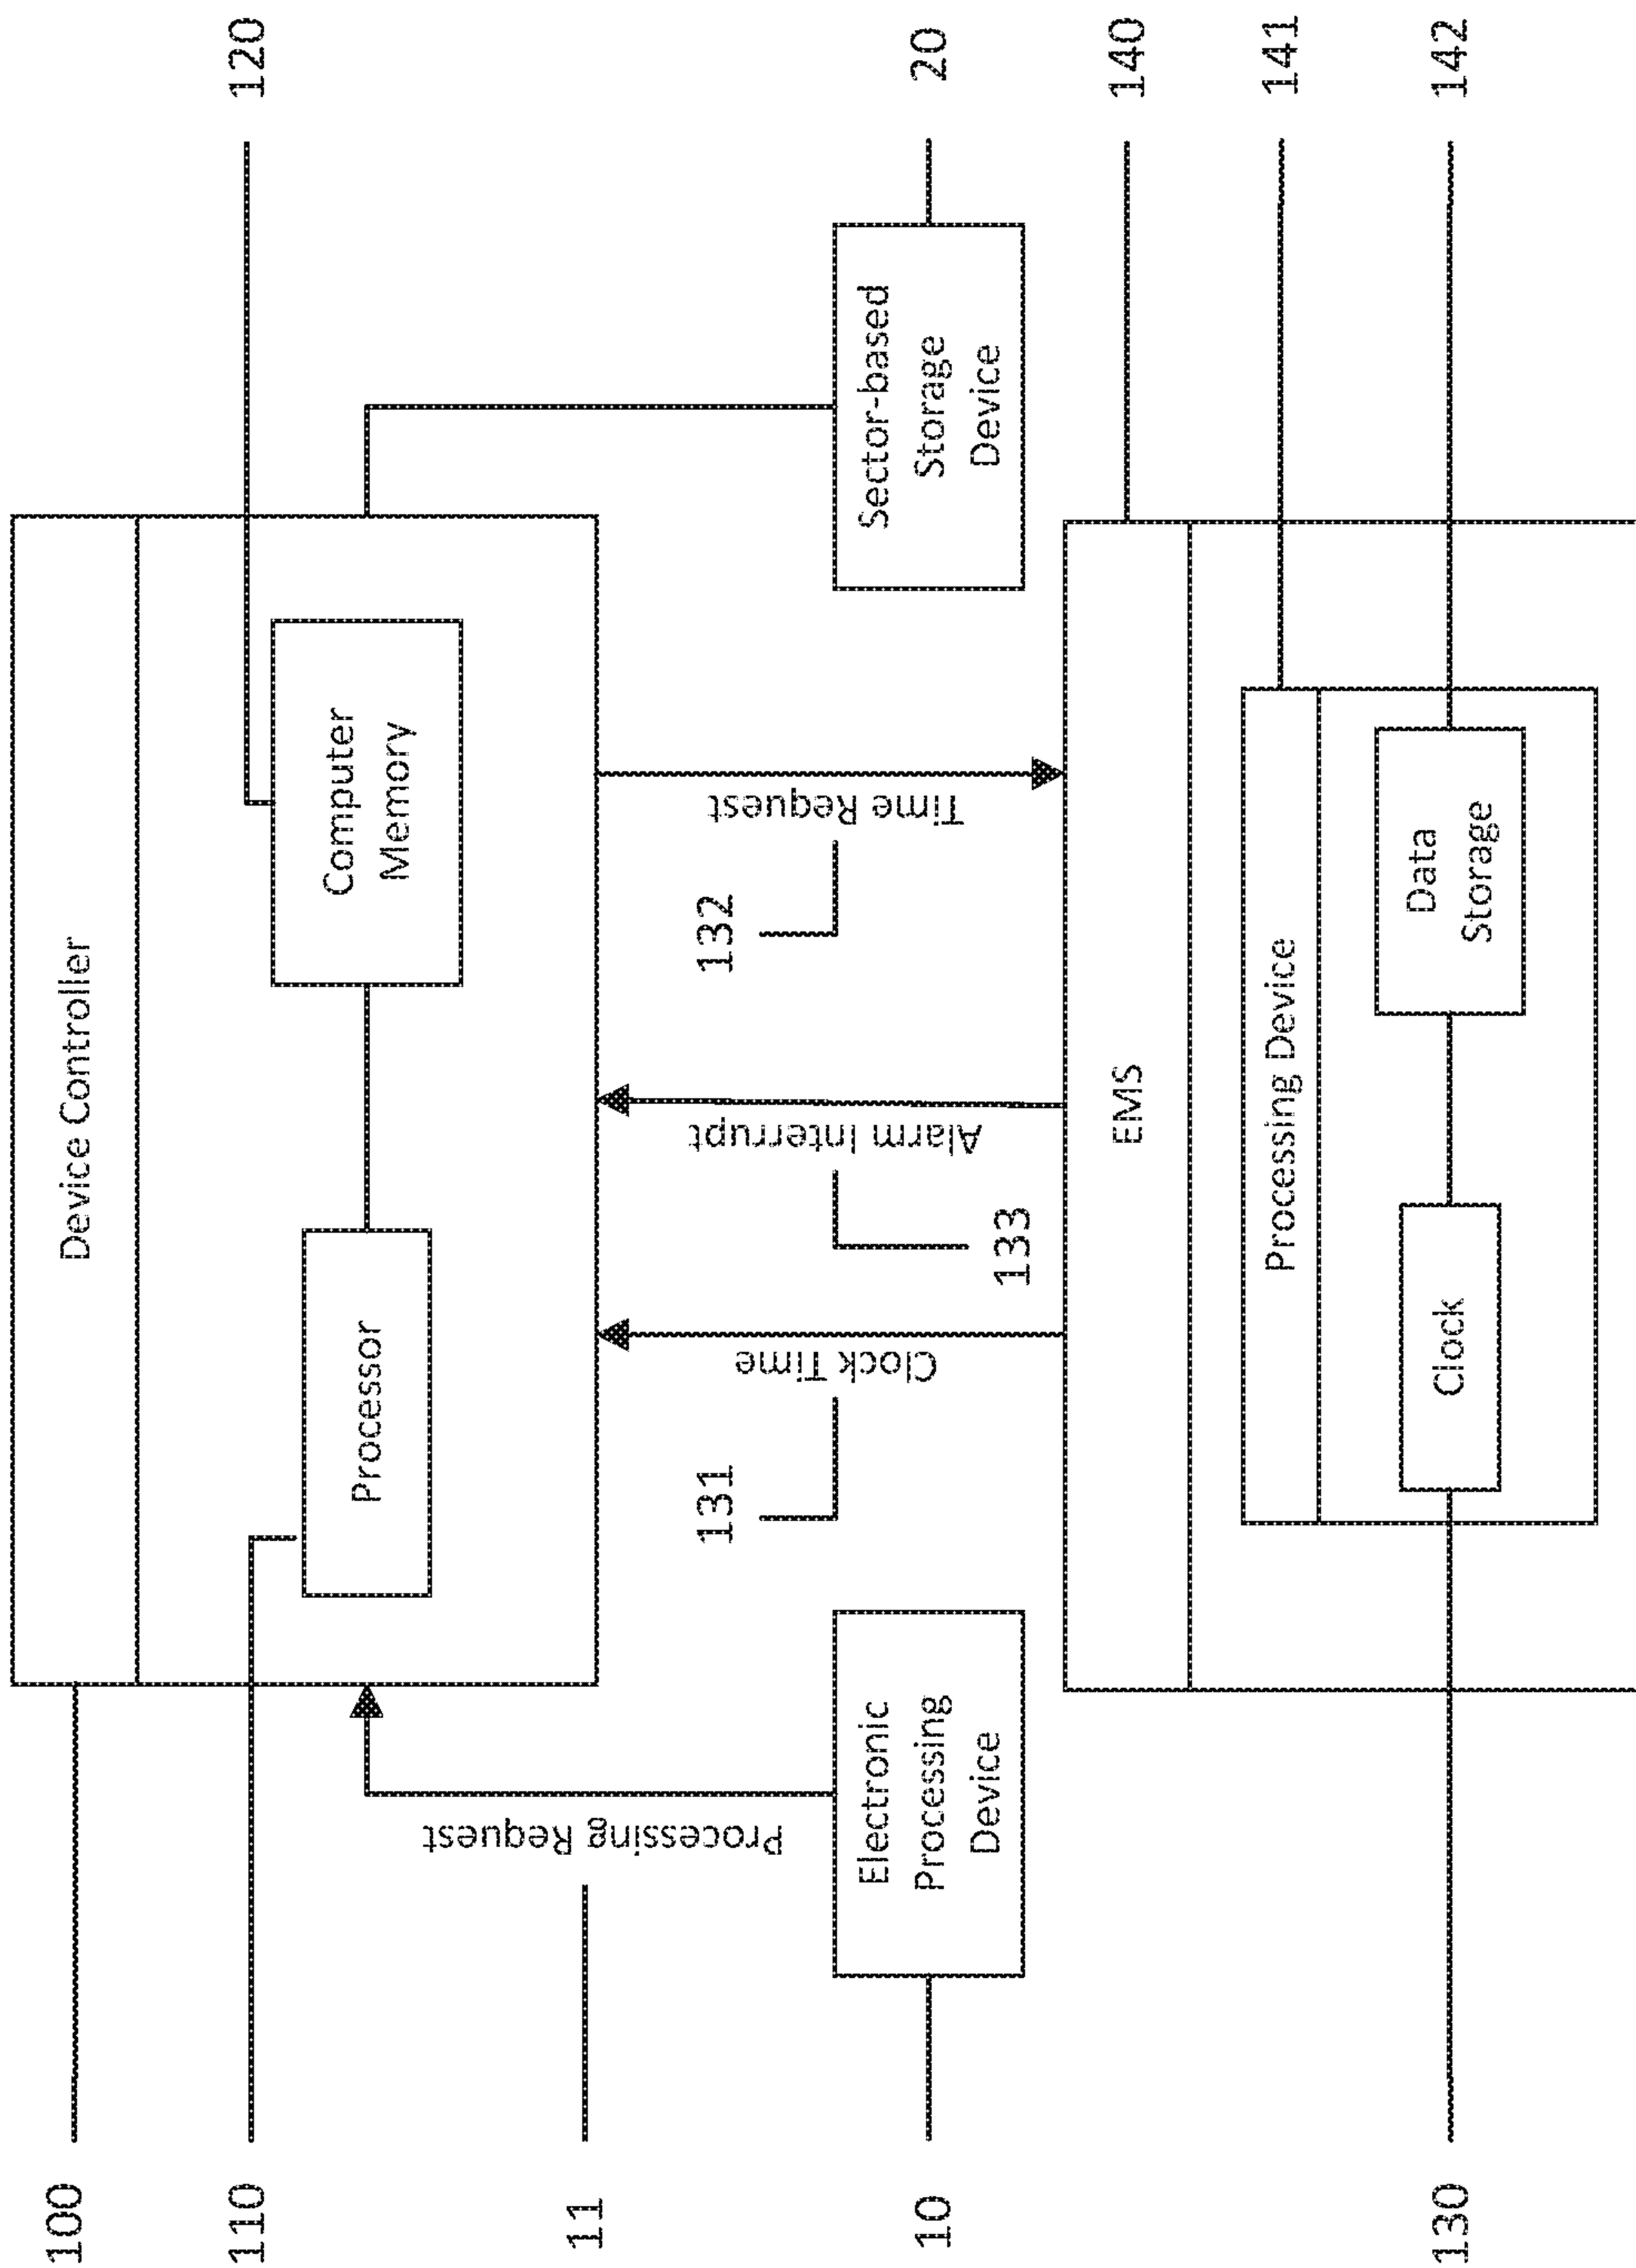 100
Device Controller
110
Processor
Computer
Memory
120
11
Processing Request
131
Clock Time
Alarm Interrupt
133
132
Time Request
10
Electronic
Processing
Device
Sector-based
Storage
Device
20
EMS
140
Processing Device
141
130
Clock
Data
Storage
142